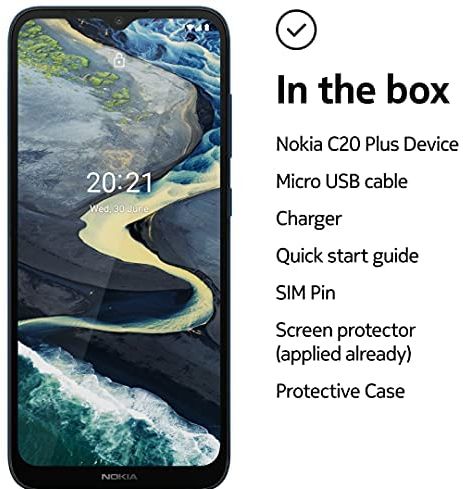 20:21
Wed, 30 June
NOKIA
In the box
Nokia C20 Plus Device
Micro USB cable
Charger
Quick start guide
SIM Pin
Screen protector
(applied already)
Protective Case